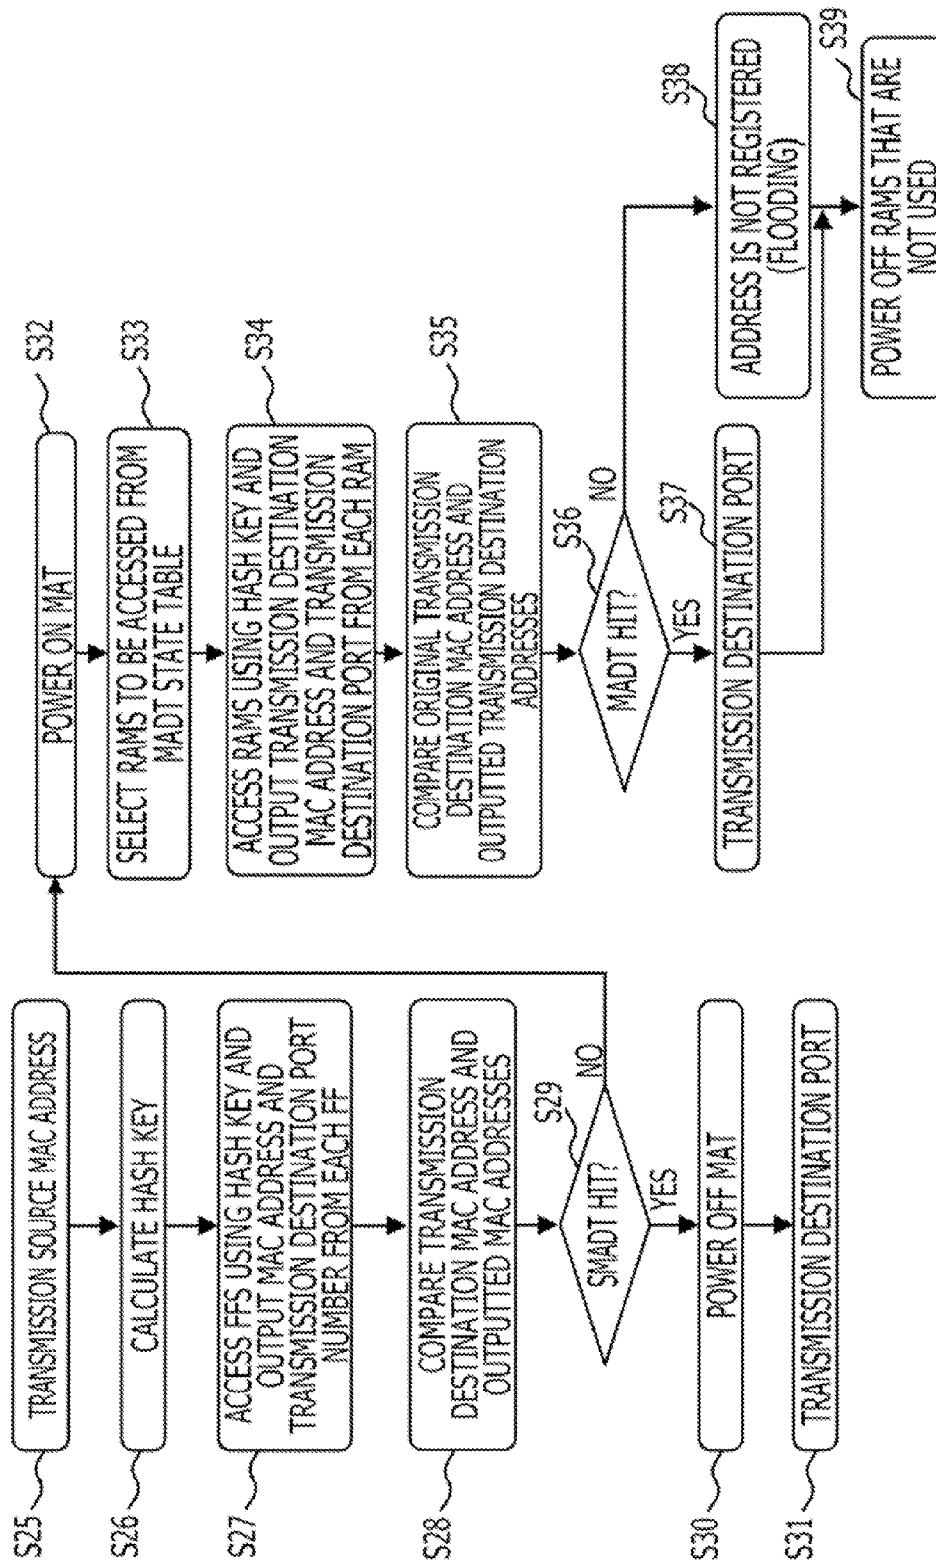 S25
TRANSMISSION SOURCE MAC ADDRESS
S26
CALCULATE HASH KEY
S27
ACCESS FFS USING HASH KEY AND
OUTPUT MAC ADDRESS AND
TRANSMISSION DESTINATION PORT
NUMBER FROM EACH FF
S28
COMPARE TRANSMISSION
DESTINATION MAC ADDRESS AND
OUTPUTTED MAC ADDRESSES
S29
SMADT HIT?
NO
YES
S30
POWER OFF MAT
S31
TRANSMISSION DESTINATION PORT
S32
POWER ON MAT
S33
SELECT RAMS TO BE ACCESSED FROM
MADT STATE TABLE
S34
ACCESS RAMS USING HASH KEY AND
OUTPUT TRANSMISSION DESTINATION
MAC ADDRESS AND TRANSMISSION
DESTINATION PORT FROM EACH RAM
S35
COMPARE ORIGINAL TRANSMISSION
DESTINATION MAC ADDRESS AND
OUTPUTTED TRANSMISSION DESTINATION
ADDRESSES
S36
MADT HIT?
NO
YES
S37
TRANSMISSION DESTINATION PORT
S38
ADDRESS IS NOT REGISTERED
(FLOODING)
S39
POWER OFF RAMS THAT ARE
NOT USED